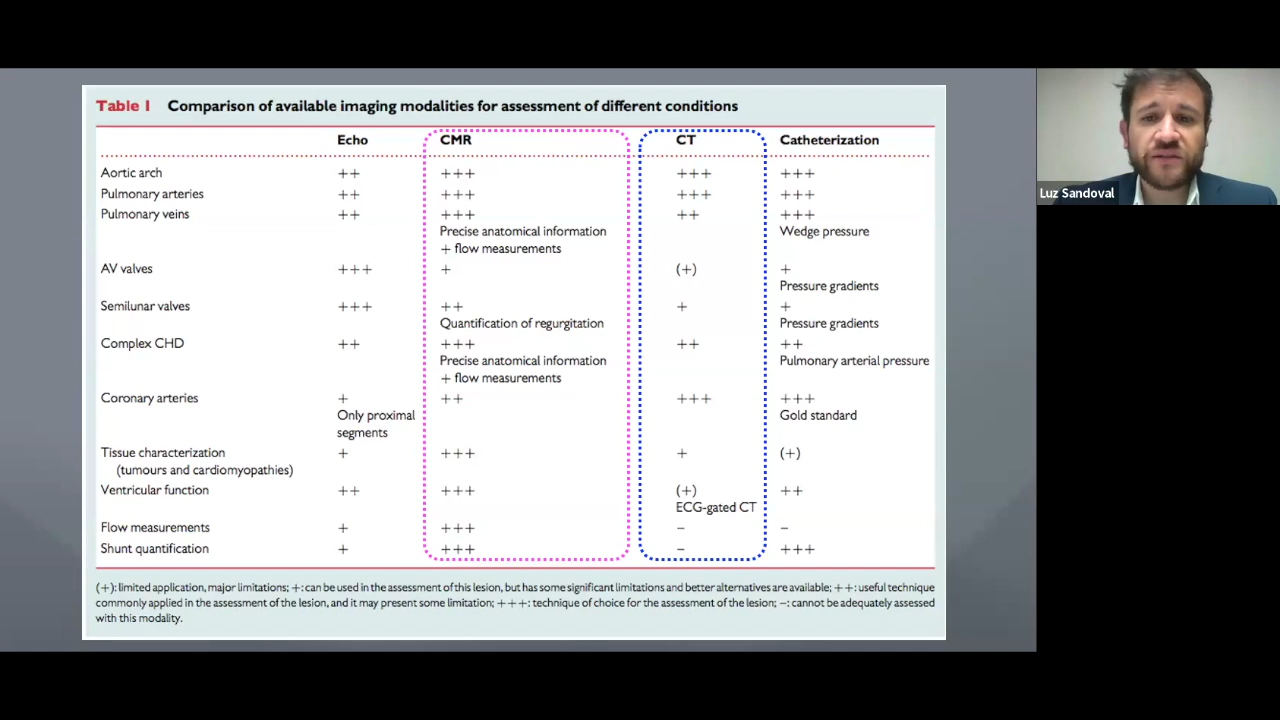 Table 1 Comparison of available imaging modalities for assessment of different conditions
Echo CMR CT Catheterization
Aortic arch ++ +++ +++ +++
Pulmonary arteries ++ +++ +++ +++
Pulmonary veins ++ +++ ++ +++
Precise anatomical information Wedge pressure
+ flow measurements
AV valves +++ + (+) +
Pressure gradients
Semilunar valves +++ ++ + +
Quantification of regurgitation Pressure gradients
Complex CHD ++ +++ ++ ++
Precise anatomical information Pulmonary arterial pressure
+ flow measurements
Coronary arteries + ++ +++ +++
Only proximal Gold standard
segments
Tissue characterization + +++ + (+)
(tumours and cardiomyopathies)
Ventricular function ++ +++ (+) ++
ECG-gated CT
Flow measurements + +++ – –
Shunt quantification + +++ – +++
(+): limited application, major limitations; +: can be used in the assessment of this lesion, but has some significant limitations and better alternatives are available; ++: useful technique
commonly applied in the assessment of the lesion, and it may present some limitation; +++: technique of choice for the assessment of the lesion; –: cannot be adequately assessed
with this modality.
Luz Sandoval